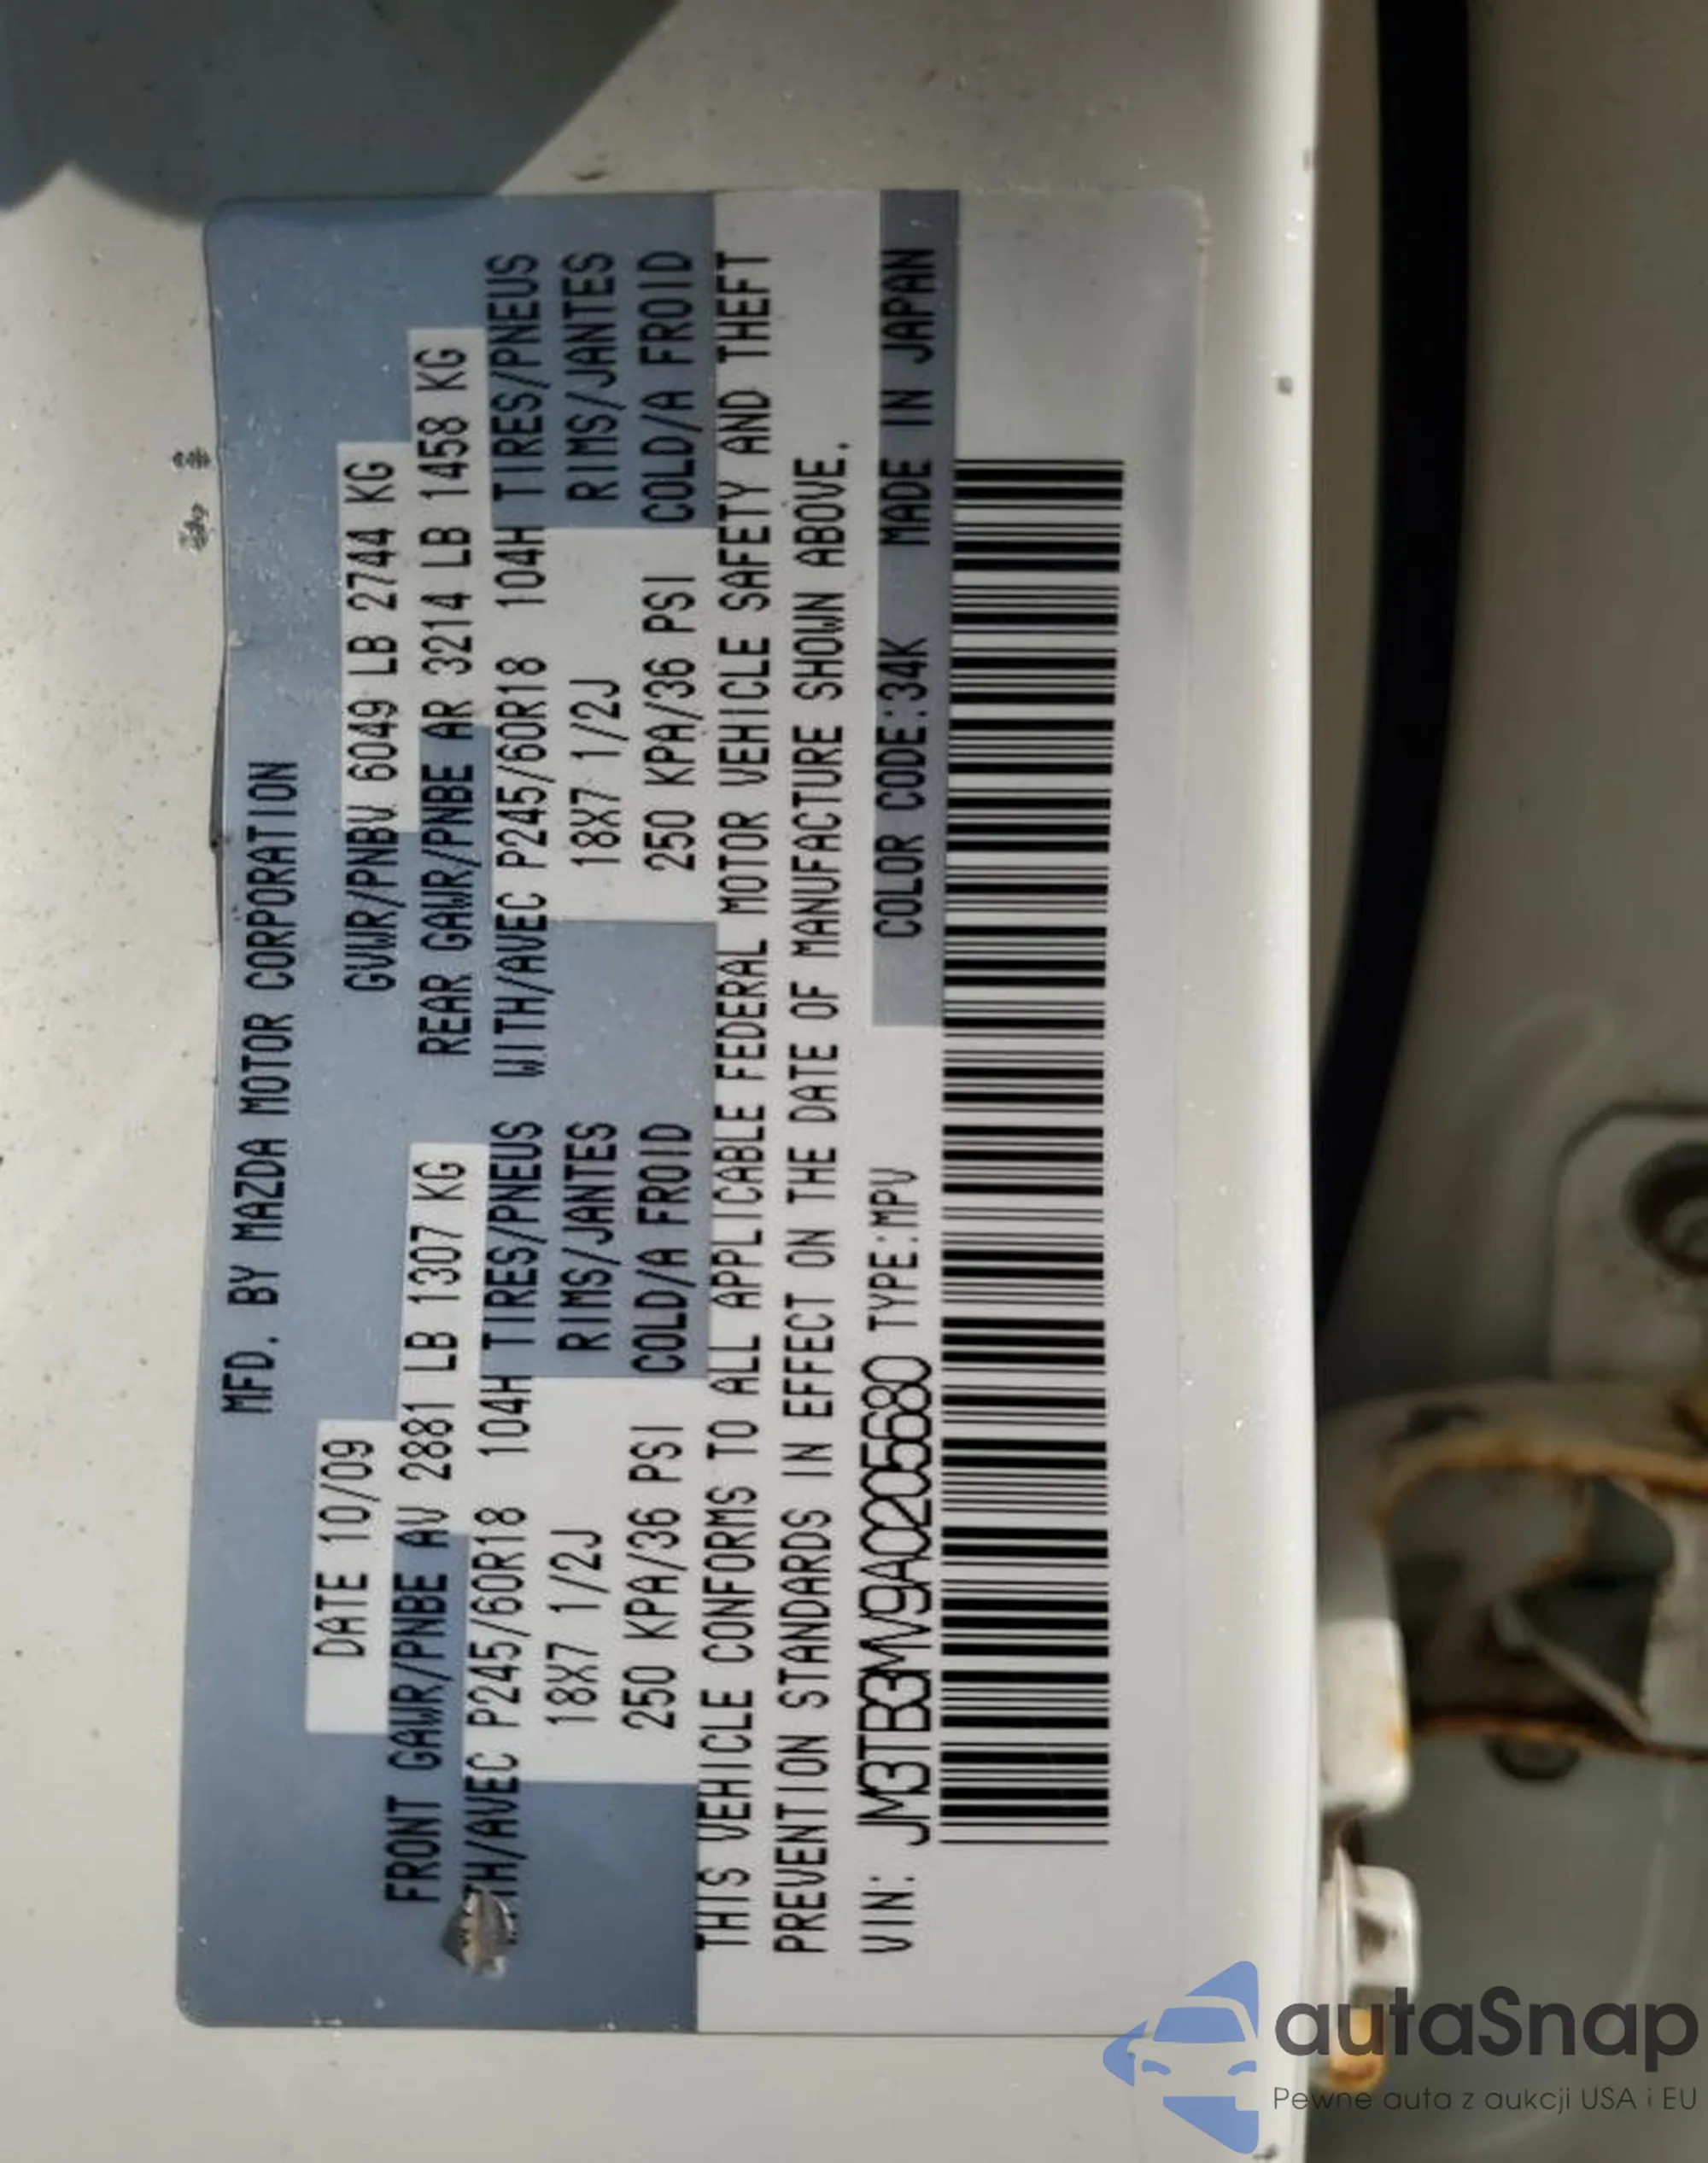 MFD. BY MAZDA MOTOR CORPORATION
DATE 10/09 GVWR/PNBV 6049 LB 2744 KG
FRONT GAWR/PNBE AV 2881 LB 1307 KG REAR GAWR/PNBE AR 3214 LB 1458 KG
WITH/AVEC P245/60R18 104H TIRES/PNEUS WITH/AVEC P245/60R18 104H TIRES/PNEUS
18X7 1/2J RIMS/JANTES 18X7 1/2J RIMS/JANTES
250 KPA/36 PSI COLD/A FROID 250 KPA/36 PSI COLD/A FROID
THIS VEHICLE CONFORMS TO ALL APPLICABLE FEDERAL MOTOR VEHICLE SAFETY AND THEFT
PREVENTION STANDARDS IN EFFECT ON THE DATE OF MANUFACTURE SHOWN ABOVE.
VIN: JM3TB3MV9A0205680 TYPE:MPV COLOR CODE:34K MADE IN JAPAN
autaSnap
Pewne auta z aukcji USA i EU